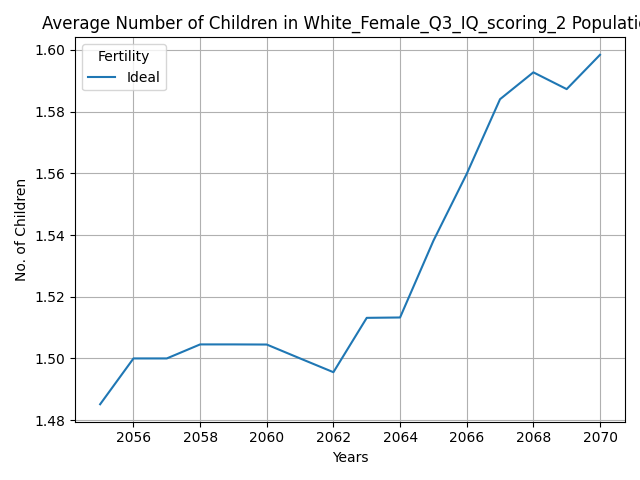 Average Number of Children in White_Female_Q3_IQ_scoring_2 Populatio
1.60
1.58
1.56
1.54
1.52
1.50
1.48
No. of Children
Fertility
Ideal
2056 2058 2060 2062 2064 2066 2068 2070
Years